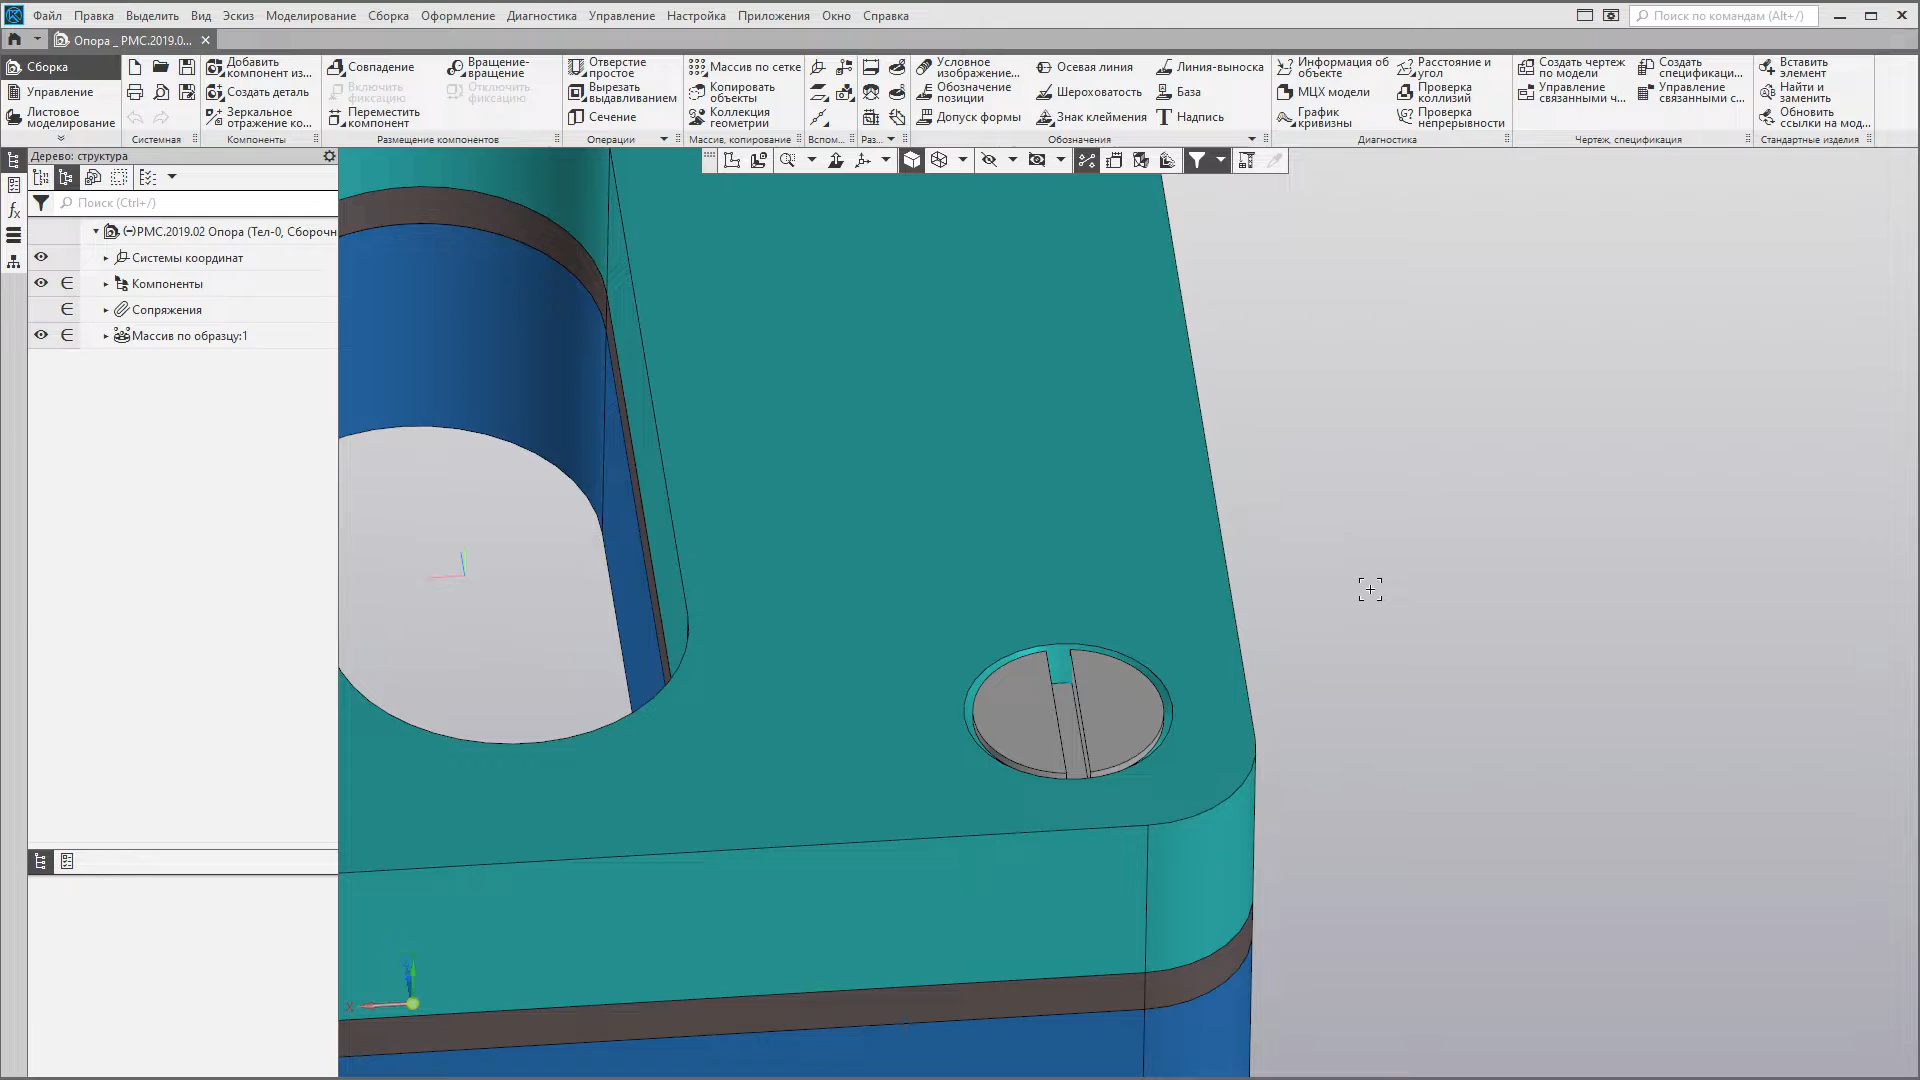 Файл Правка Выделить Вид Эскиз Моделирование Сборка Оформление Диагностика Управление Настройка Приложения Окно Справка Поиск по командам (Alt+/)
Опора _ РМС.2019.0...
Сборка
Управление
Листовое моделирование
Системная
Добавить компонент из...
Создать деталь
Зеркальное отражение ко...
Компоненты
Совпадение
Включить фиксацию
Переместить компонент
Вращение-вращение
Отключить фиксацию
Размещение компонентов
Отверстие простое
Вырезать выдавливанием
Сечение
Операции
Массив по сетке
Копировать объекты
Коллекция геометрии
Массив, копирование
Вспом...
Раз...
Условное изображение...
Обозначение позиции
Допуск формы
Осевая линия
Шероховатость
Знак клеймения
Линия-выноска
База
Надпись
Обозначения
Информация об объекте
МЦХ модели
График кривизны
Расстояние и угол
Проверка коллизий
Проверка непрерывности
Диагностика
Создать чертеж по модели
Управление связанными ч...
Создать спецификаци...
Управление связанными с...
Чертеж, спецификация
Вставить элемент
Найти и заменить
Обновить ссылки на мод...
Стандартные изделия
Дерево: структура
Поиск (Ctrl+/)
(-)РМС.2019.02 Опора (Тел-0, Сборочн
Системы координат
Компоненты
Сопряжения
Массив по образцу:1
X